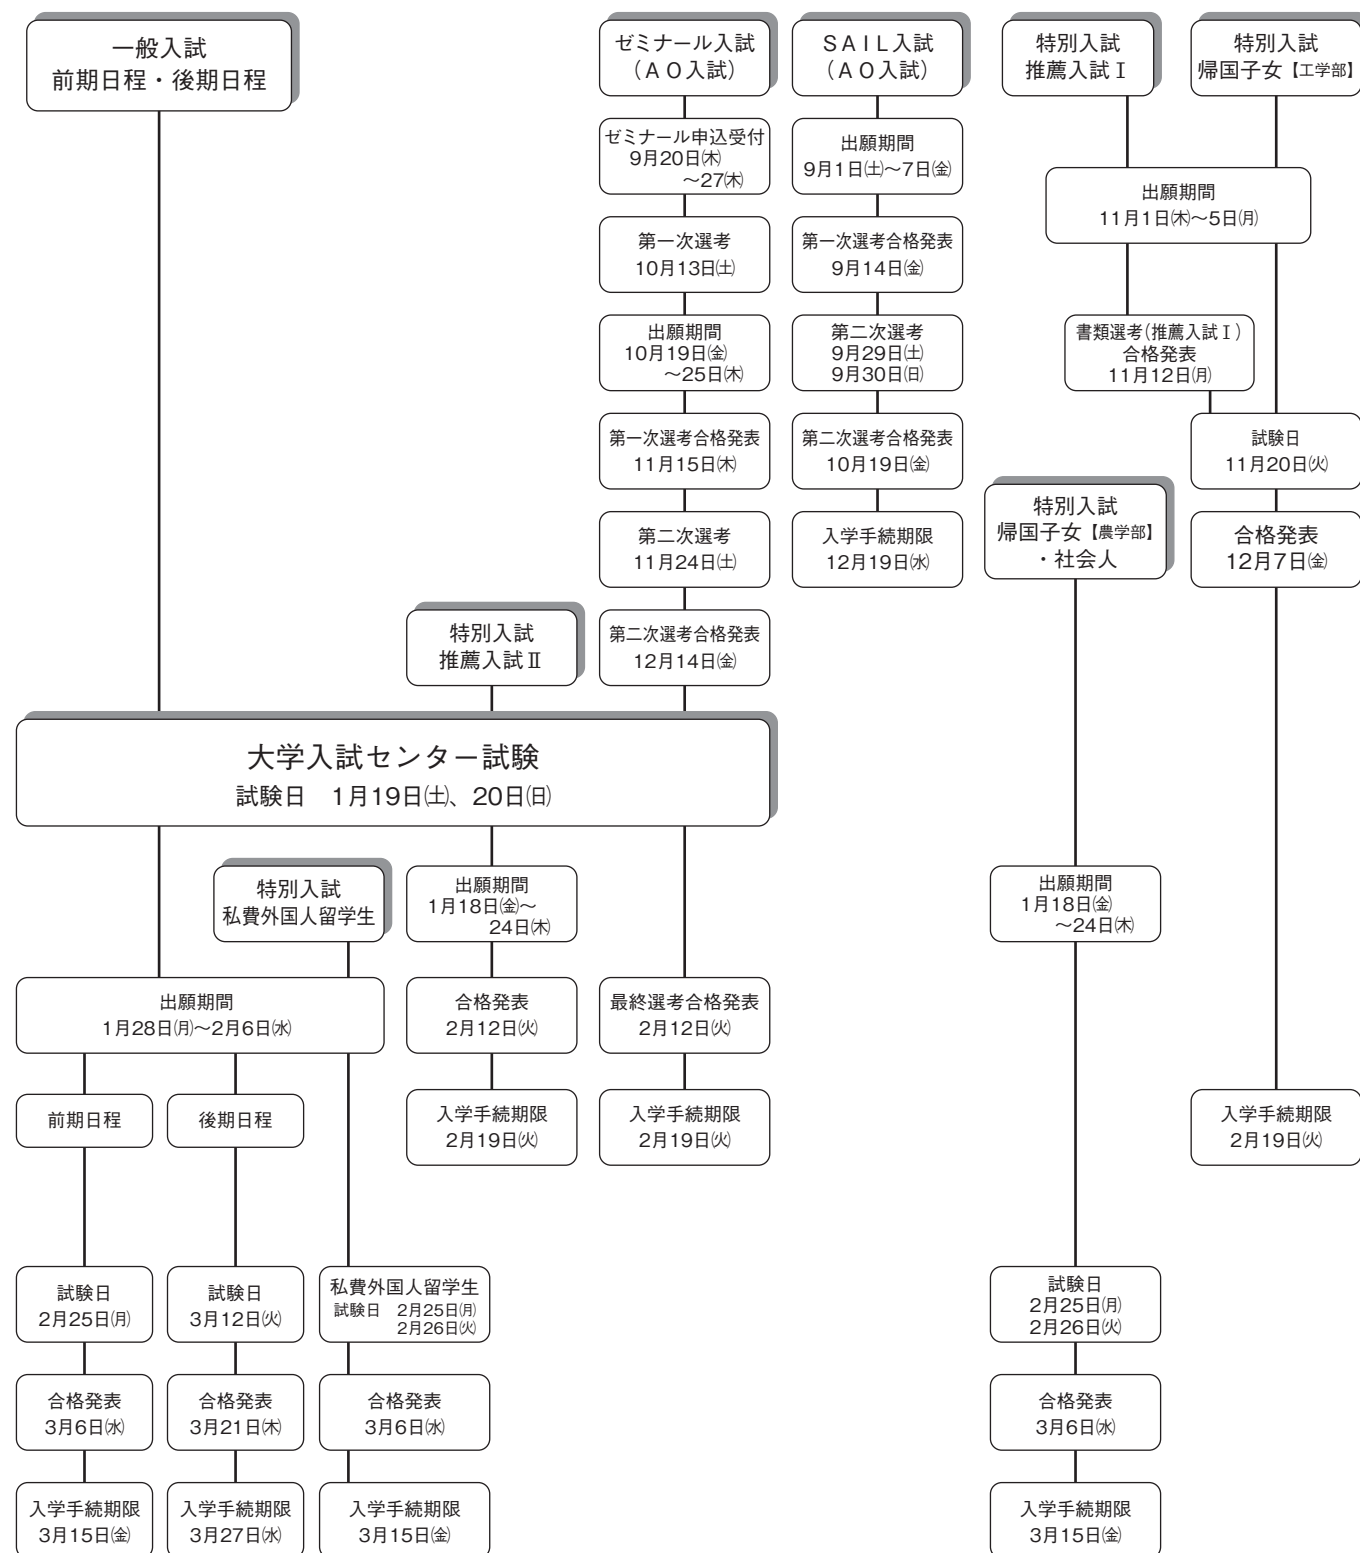 一般入試
前期日程・後期日程
ゼミナール入試
（ＡＯ入試）
ＳＡＩＬ入試
（ＡＯ入試）
特別入試
推薦入試Ⅰ
特別入試
帰国子女【工学部】
ゼミナール申込受付
9月20日㈭
～27㈭
出願期間
9月1日㈯～7日㈮
出願期間
11月1日㈭～5日㈪
第一次選考
10月13日㈯
第一次選考合格発表
9月14日㈮
出願期間
10月19日㈮
～25日㈭
第二次選考
9月29日㈯
9月30日㈰
書類選考(推薦入試Ⅰ)
合格発表
11月12日㈪
第一次選考合格発表
11月15日㈭
第二次選考合格発表
10月19日㈮
試験日
11月20日㈫
特別入試
帰国子女【農学部】
・社会人
第二次選考
11月24日㈯
入学手続期限
12月19日㈬
合格発表
12月7日㈮
特別入試
推薦入試Ⅱ
第二次選考合格発表
12月14日㈮
大学入試センター試験
試験日　1月19日㈯、20日㈰
特別入試
私費外国人留学生
出願期間
1月18日㈮～
24日㈭
出願期間
1月18日㈮
～24日㈭
出願期間
1月28日㈪～2月6日㈬
合格発表
2月12日㈫
最終選考合格発表
2月12日㈫
前期日程
後期日程
入学手続期限
2月19日㈫
入学手続期限
2月19日㈫
入学手続期限
2月19日㈫
試験日
2月25日㈪
試験日
3月12日㈫
私費外国人留学生
試験日　2月25日㈪
2月26日㈫
試験日
2月25日㈪
2月26日㈫
合格発表
3月6日㈬
合格発表
3月21日㈭
合格発表
3月6日㈬
合格発表
3月6日㈬
入学手続期限
3月15日㈮
入学手続期限
3月27日㈬
入学手続期限
3月15日㈮
入学手続期限
3月15日㈮